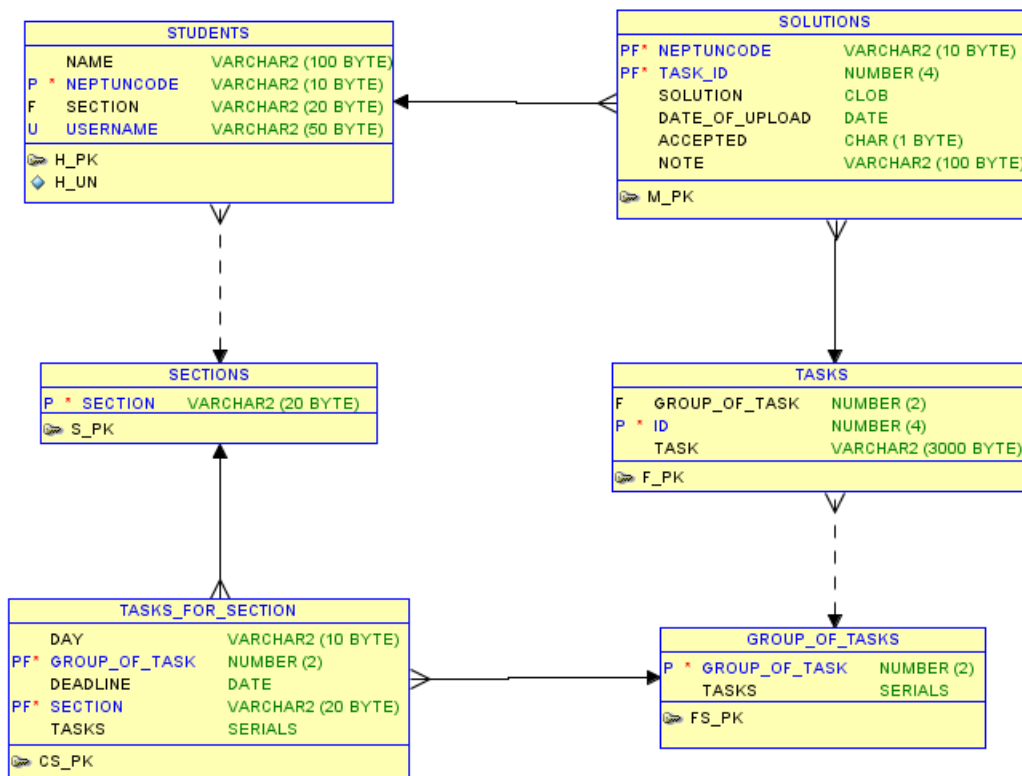 STUDENTS
NAME VARCHAR2 (100 BYTE)
P * NEPTUNCODE VARCHAR2 (10 BYTE)
F SECTION VARCHAR2 (20 BYTE)
U USERNAME VARCHAR2 (50 BYTE)
H_PK
H_UN
SOLUTIONS
PF* NEPTUNCODE VARCHAR2 (10 BYTE)
PF* TASK_ID NUMBER (4)
SOLUTION CLOB
DATE_OF_UPLOAD DATE
ACCEPTED CHAR (1 BYTE)
NOTE VARCHAR2 (100 BYTE)
M_PK
SECTIONS
P * SECTION VARCHAR2 (20 BYTE)
S_PK
TASKS
F GROUP_OF_TASK NUMBER (2)
P * ID NUMBER (4)
TASK VARCHAR2 (3000 BYTE)
F_PK
TASKS_FOR_SECTION
DAY VARCHAR2 (10 BYTE)
PF* GROUP_OF_TASK NUMBER (2)
DEADLINE DATE
PF* SECTION VARCHAR2 (20 BYTE)
TASKS SERIALS
CS_PK
GROUP_OF_TASKS
P * GROUP_OF_TASK NUMBER (2)
TASKS SERIALS
FS_PK